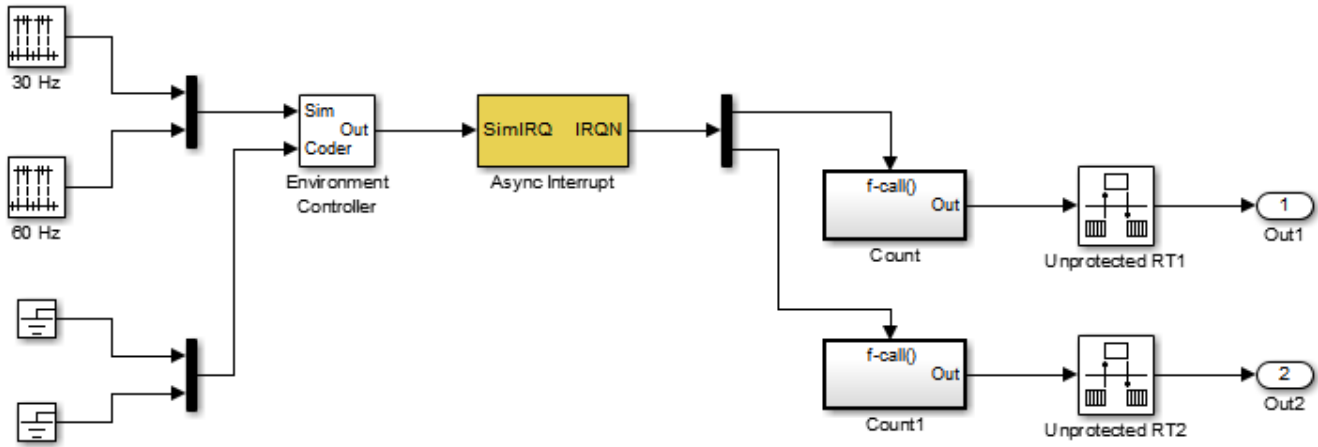 30 Hz
60 Hz
Sim
Out
Coder
Environment
Controller
SimIRQ IRQN
Async Interrupt
f-call()
Out
Count
Unprotected RT1
1
Out1
f-call()
Out
Count1
Unprotected RT2
2
Out2